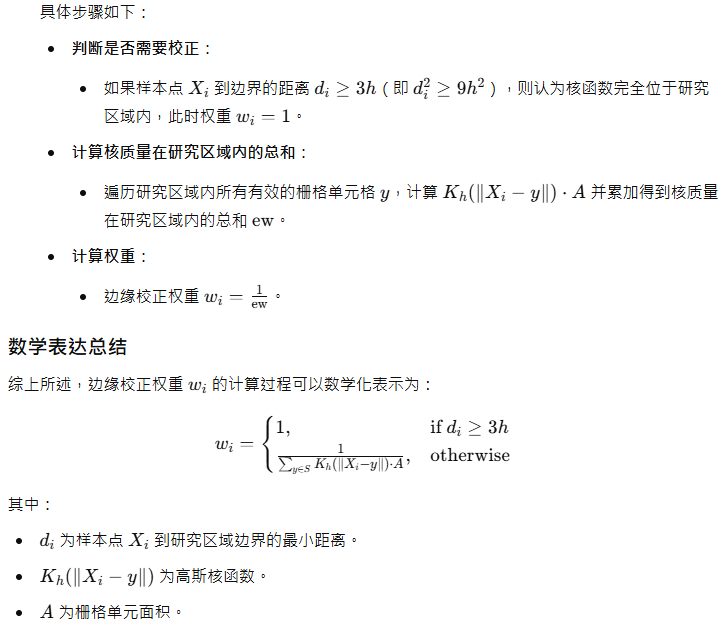 具体步骤如下：
• 判断是否需要校正：
• 如果样本点 $X_i$ 到边界的距离 $d_i \geq 3h$（即 $d_i^2 \geq 9h^2$），则认为核函数完全位于研究
区域内，此时权重 $w_i = 1$。
• 计算核质量在研究区域内的总和：
• 遍历研究区域内所有有效的栅格单元格 $y$，计算 $K_h(\|X_i - y\|) \cdot A$ 并累加得到核质量
在研究区域内的总和 ew。
• 计算权重：
• 边缘校正权重 $w_i = \frac{1}{\text{ew}}$。
数学表达总结
综上所述，边缘校正权重 $w_i$ 的计算过程可以数学化表示为：
$w_i = \begin{cases} 1, & \text{if } d_i \geq 3h \\ \frac{1}{\sum_{y \in S} K_h(\|X_i - y\|) \cdot A}, & \text{otherwise} \end{cases}$
其中：
• $d_i$ 为样本点 $X_i$ 到研究区域边界的最小距离。
• $K_h(\|X_i - y\|)$ 为高斯核函数。
• $A$ 为栅格单元面积。